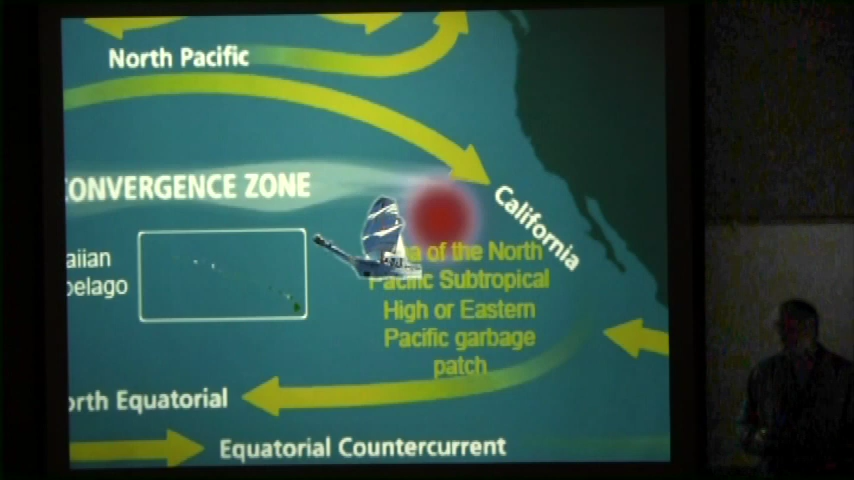 North Pacific
CONVERGENCE ZONE
California
aiian
pelago
of the North
Pacific Subtropical
High or Eastern
Pacific garbage
patch
orth Equatorial
Equatorial Countercurrent